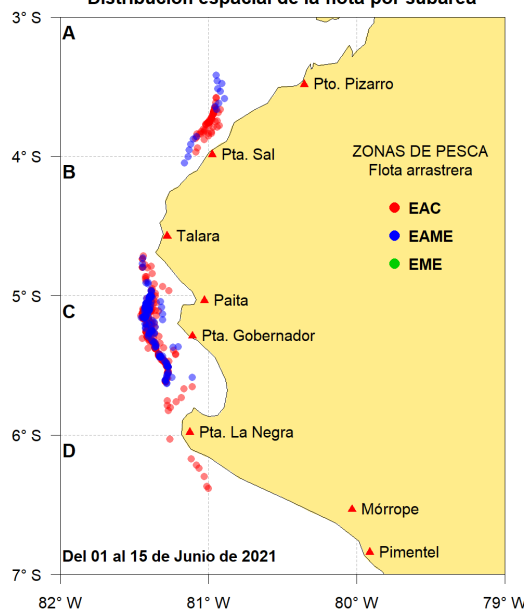 Distribución espacial de la flota por subárea
3° S
A
Pto. Pizarro
ZONAS DE PESCA
Flota arrastrera
4° S
Pta. Sal
B
EAC
Talara
EAME
EME
5° S
Paita
C
Pta. Gobernador
6° S
Pta. La Negra
D
Mórrope
Del 01 al 15 de Junio de 2021
Pimentel
7° S
82° W
81° W
80° W
79° W